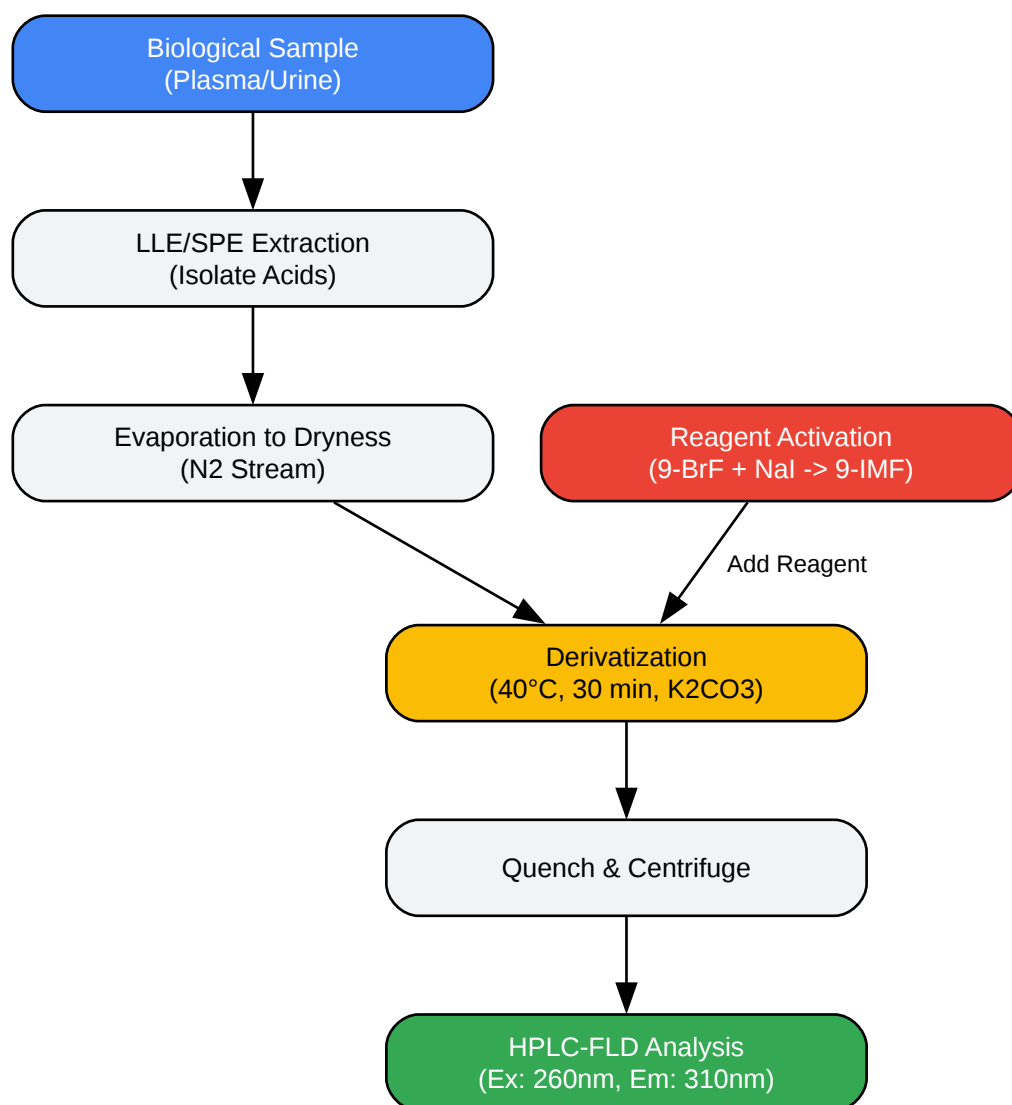 Biological Sample
(Plasma/Urine)
LLE/SPE Extraction
(Isolate Acids)
Evaporation to Dryness
(N2 Stream)
Reagent Activation
(9-BrF + NaI -> 9-IMF)
Add Reagent
Derivatization
(40°C, 30 min, K2CO3)
Quench & Centrifuge
HPLC-FLD Analysis
(Ex: 260nm, Em: 310nm)